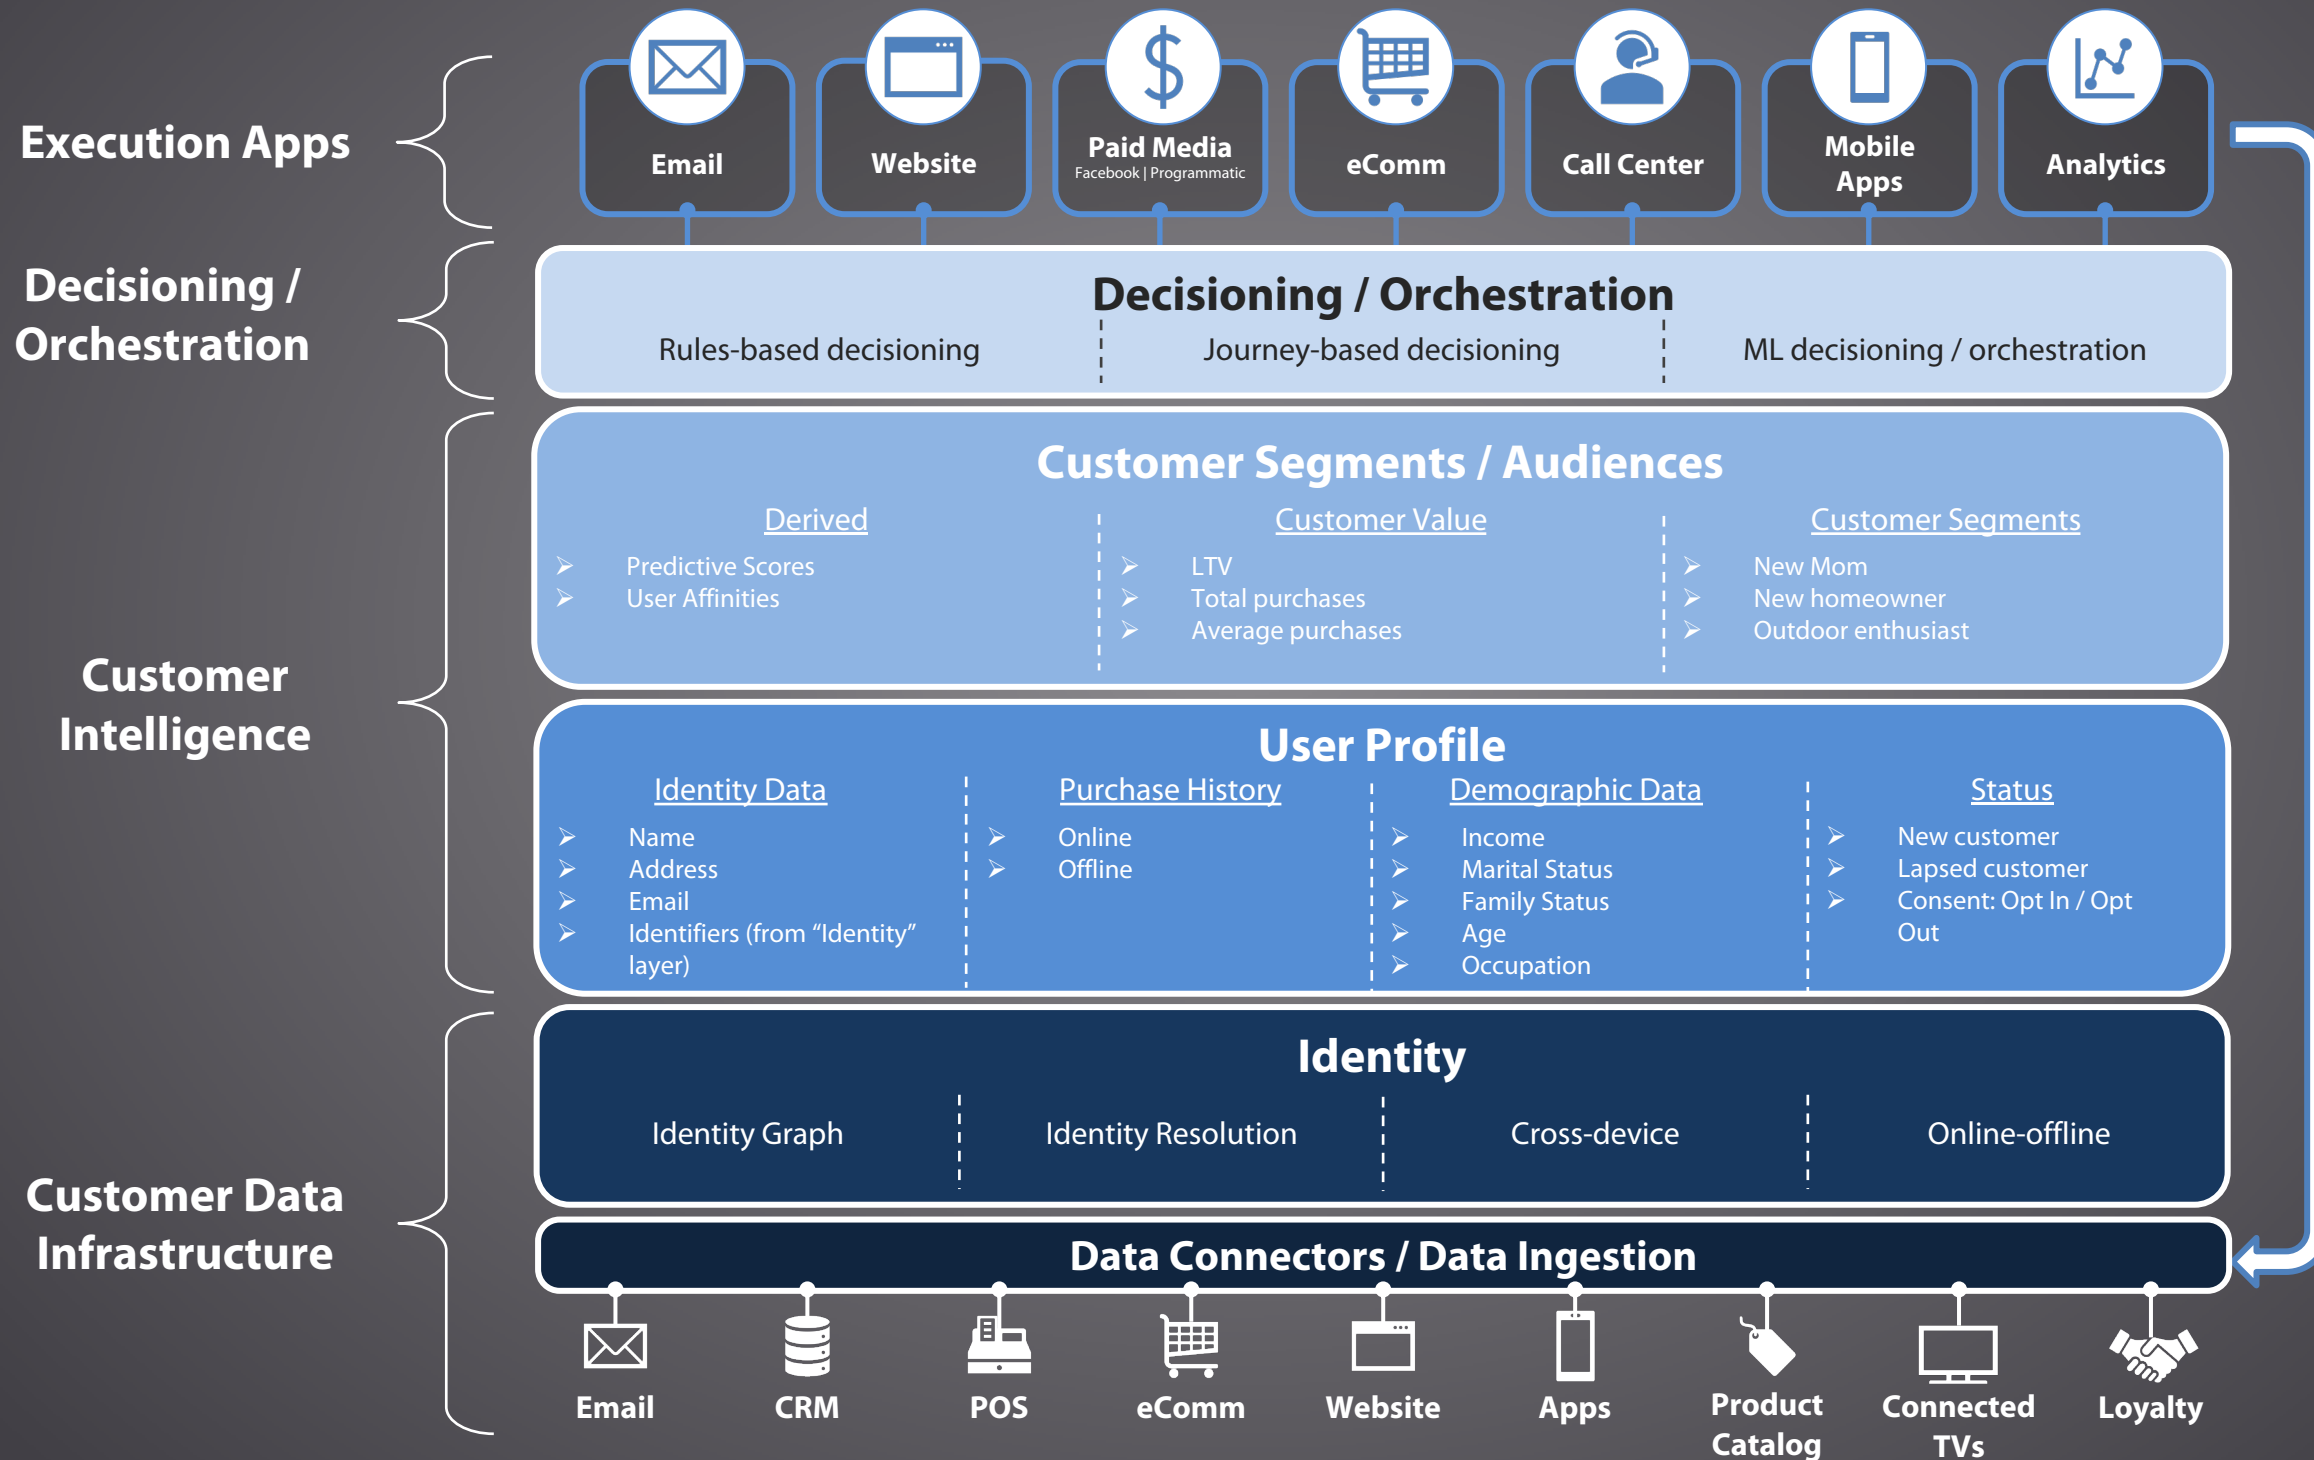 Execution Apps
Email
Website
Paid Media
Facebook | Programmatic
eComm
Call Center
Mobile
Apps
Analytics
Decisioning /
Orchestration
Decisioning / Orchestration
Rules-based decisioning
Journey-based decisioning
ML decisioning / orchestration
Customer
Intelligence
Customer Segments / Audiences
Derived
Predictive Scores
User Affinities
Customer Value
LTV
Total purchases
Average purchases
Customer Segments
New Mom
New homeowner
Outdoor enthusiast
User Profile
Identity Data
Name
Address
Email
Identifiers (from “Identity”
layer)
Purchase History
Online
Offline
Demographic Data
Income
Marital Status
Family Status
Age
Occupation
Status
New customer
Lapsed customer
Consent: Opt In / Opt
Out
Customer Data
Infrastructure
Identity
Identity Graph
Identity Resolution
Cross-device
Online-offline
Data Connectors / Data Ingestion
Email
CRM
POS
eComm
Website
Apps
Product
Catalog
Connected
TVs
Loyalty